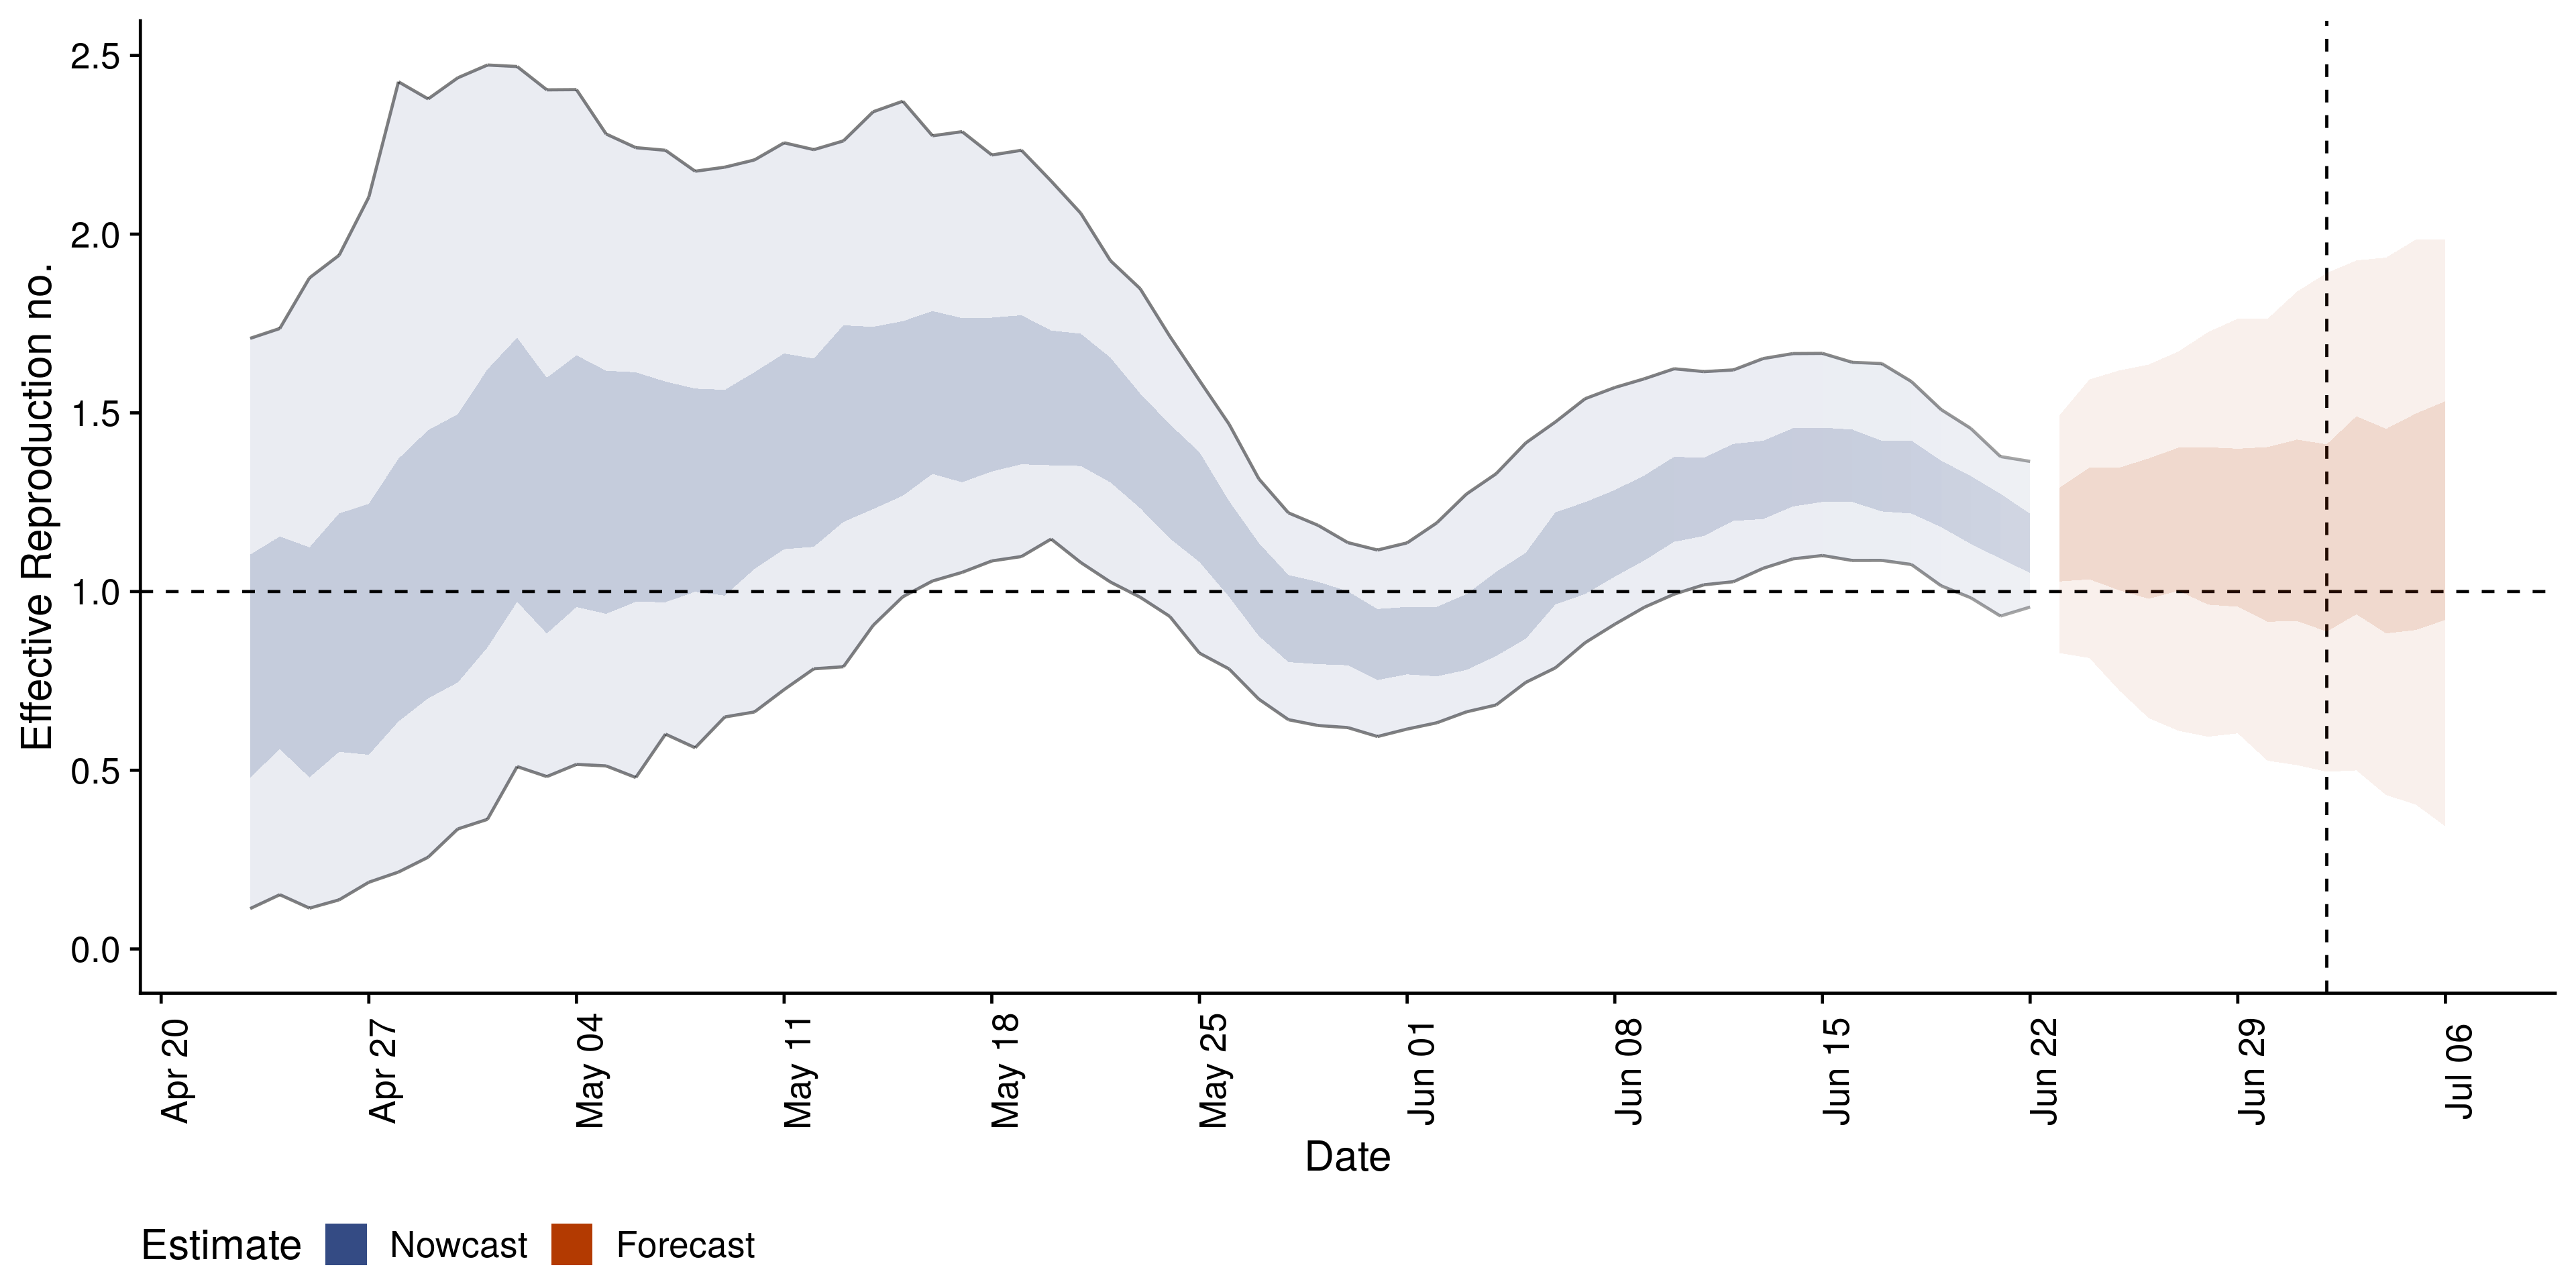 Effective Reproduction no.
2.5
2.0
1.5
1.0
0.5
0.0
Apr 20
Apr 27
May 04
May 11
May 18
May 25
Jun 01
Jun 08
Jun 15
Jun 22
Jun 29
Jul 06
Date
Estimate Nowcast Forecast